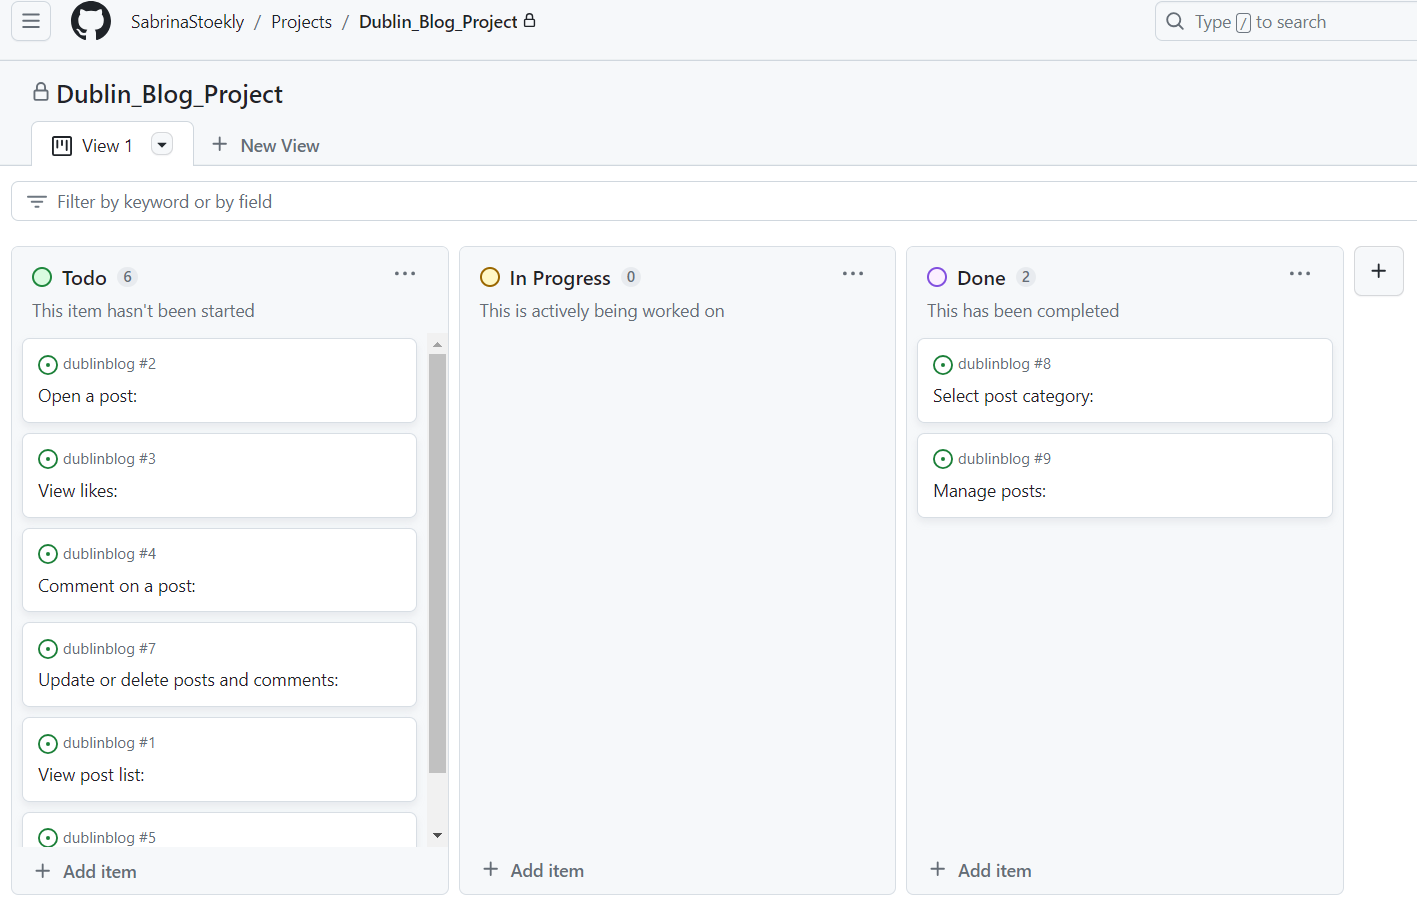 SabrinaStoekly / Projects / Dublin_Blog_Project
Type / to search
Dublin_Blog_Project
View 1
+ New View
Filter by keyword or by field
Todo 6
This item hasn't been started
dublinblog #2
Open a post:
dublinblog #3
View likes:
dublinblog #4
Comment on a post:
dublinblog #7
Update or delete posts and comments:
dublinblog #1
View post list:
dublinblog #5
+ Add item
In Progress 0
This is actively being worked on
+ Add item
Done 2
This has been completed
dublinblog #8
Select post category:
dublinblog #9
Manage posts:
+ Add item
+